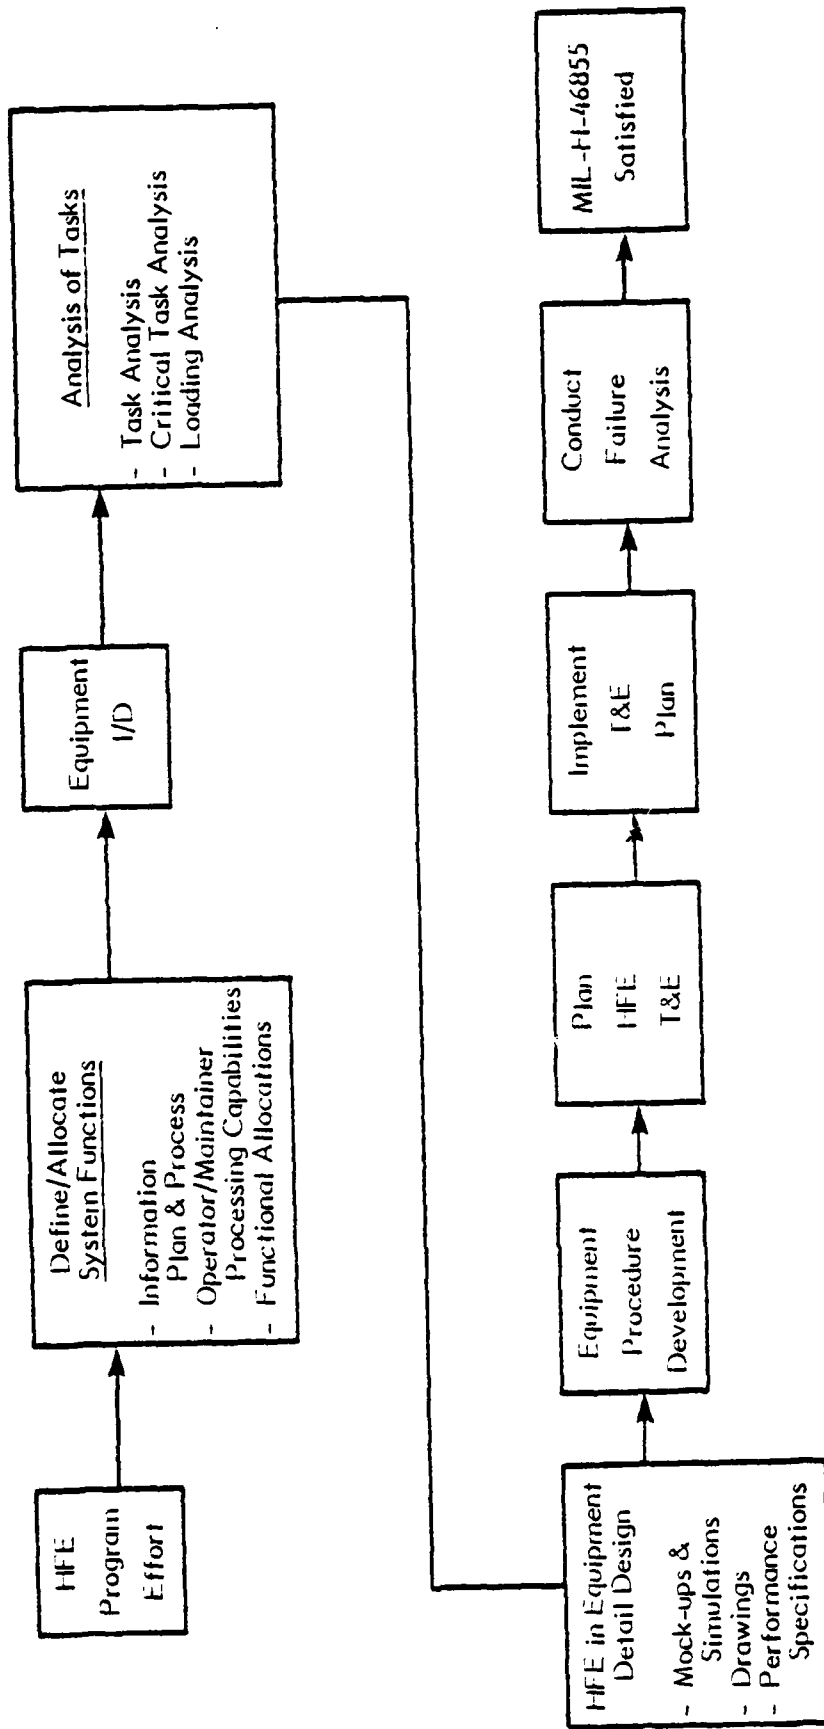 HFE
Program
Effort
Define/Allocate
System Functions
- Information
Plan & Process
- Operator/Maintainer
Processing Capabilities
- Functional Allocations
Equipment
I/D
Analysis of Tasks
- Task Analysis
- Critical Task Analysis
- Loading Analysis
HFE in Equipment
Detail Design
- Mock-ups &
Simulations
- Drawings
- Performance
Specifications
Equipment
Procedure
Development
Plan
HFE
T&E
Implement
T&E
Plan
Conduct
Failure
Analysis
MIL-H-46855
Satisfied